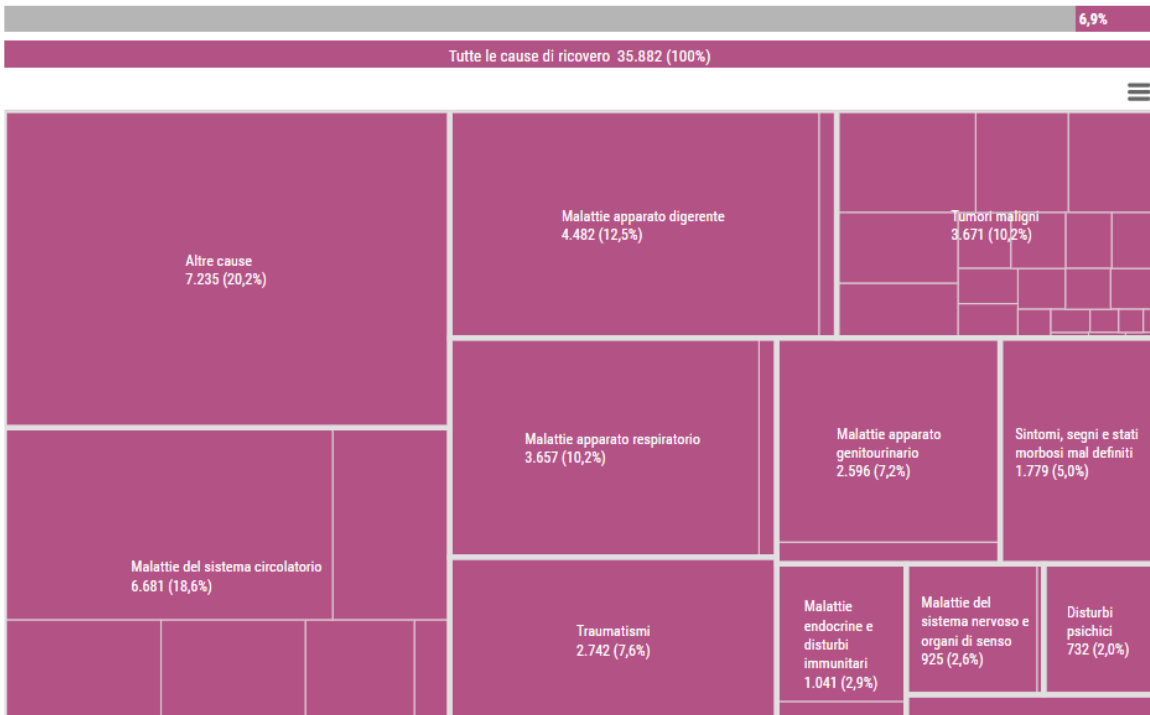 6,9%
Tutte le cause di ricovero 35.882 (100%)
Altre cause
7.235 (20,2%)
Malattie apparato digerente
4.482 (12,5%)
Tumori maligni
3.671 (10,2%)
Malattie apparato respiratorio
3.657 (10,2%)
Malattie apparato
genitourinario
2.596 (7,2%)
Sintomi, segni e stati
morbosi mal definiti
1.779 (5,0%)
Malattie del sistema circolatorio
6.681 (18,6%)
Traumatismi
2.742 (7,6%)
Malattie
endocrine e
disturbi
immunitari
1.041 (2,9%)
Malattie del
sistema nervoso e
organi di senso
925 (2,6%)
Disturbi
psichici
732 (2,0%)